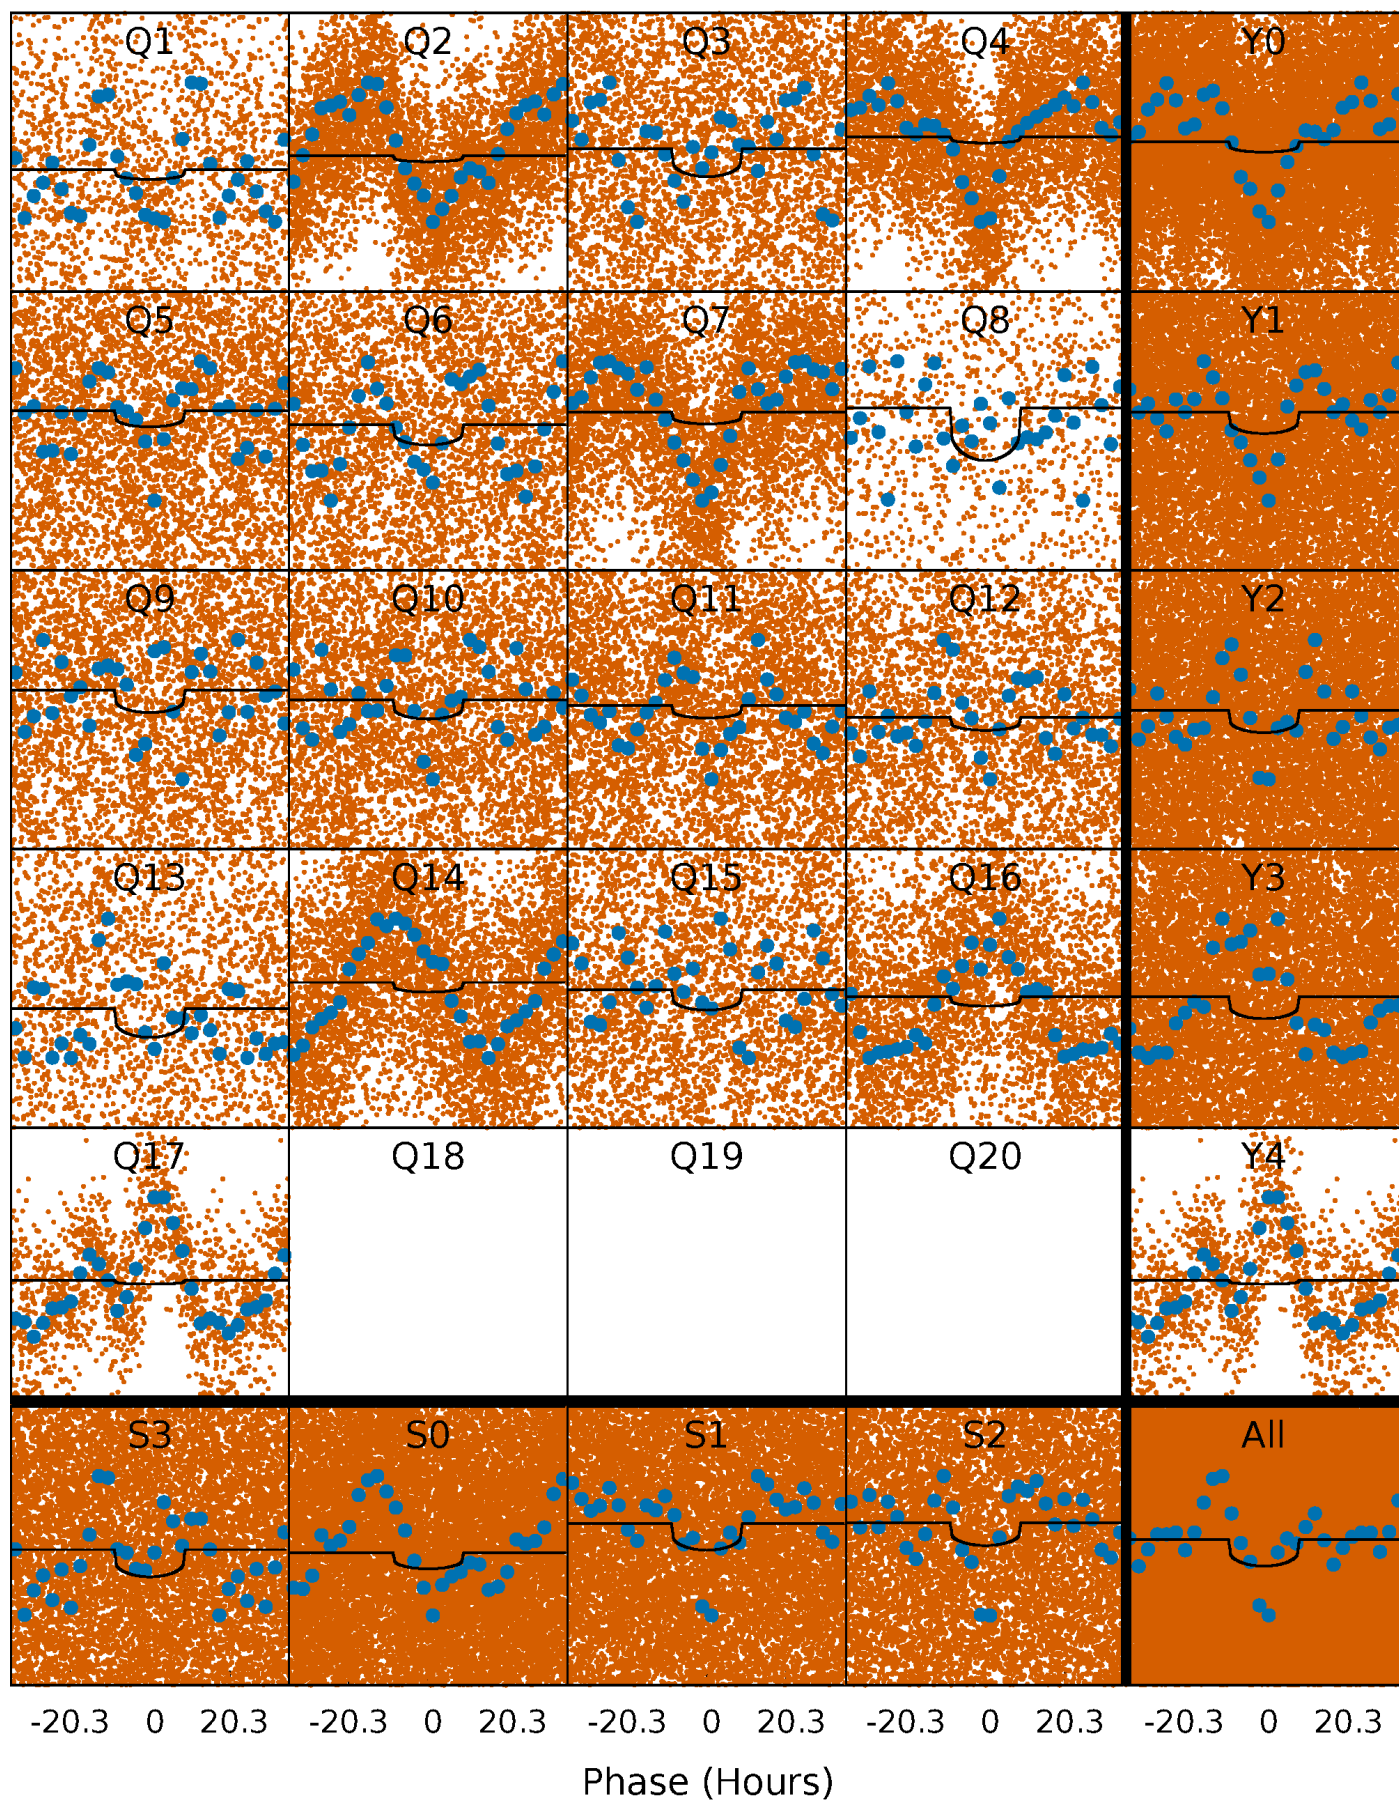 Q1 Q2 Q3 Q4 Y0
Q5 Q6 Q7 Q8 Y1
Q9 Q10 Q11 Q12 Y2
Q13 Q14 Q15 Q16 Y3
Q17 Q18 Q19 Q20 Y4
S3 S0 S1 S2 All
-20.3 0 20.3 -20.3 0 20.3 -20.3 0 20.3 -20.3 0 20.3 -20.3 0 20.3
Phase (Hours)